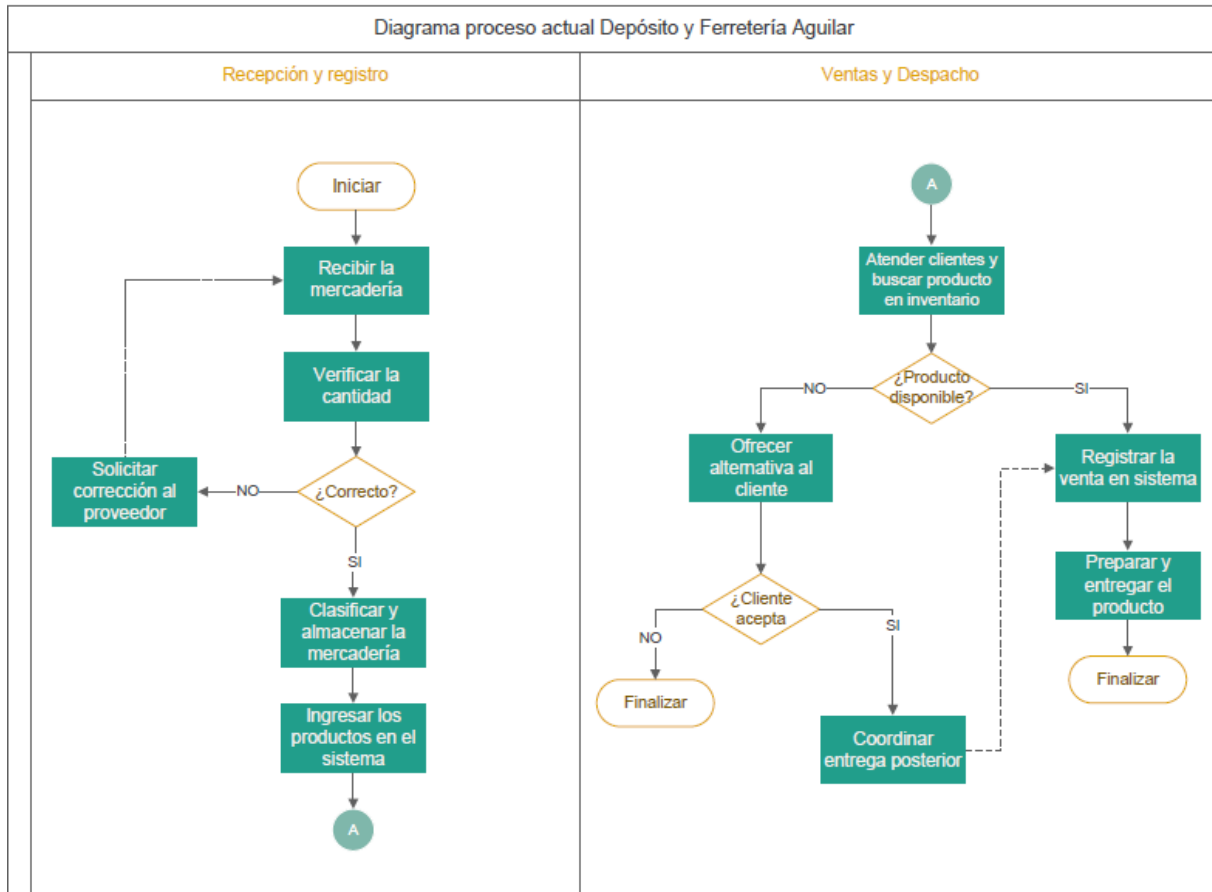 Diagrama proceso actual Depósito y Ferretería Aguilar
Recepción y registro
Iniciar
Recibir la
mercadería
Verificar la
cantidad
¿Correcto?
NO
Solicitar
corrección al
proveedor
SI
Clasificar y
almacenar la
mercadería
Ingresar los
productos en el
sistema
A
Ventas y Despacho
A
Atender clientes y
buscar producto
en inventario
¿Producto
disponible?
NO
SI
Ofrecer
alternativa al
cliente
¿Cliente
acepta
NO
Finalizar
SI
Coordinar
entrega posterior
Registrar la
venta en sistema
Preparar y
entregar el
producto
Finalizar